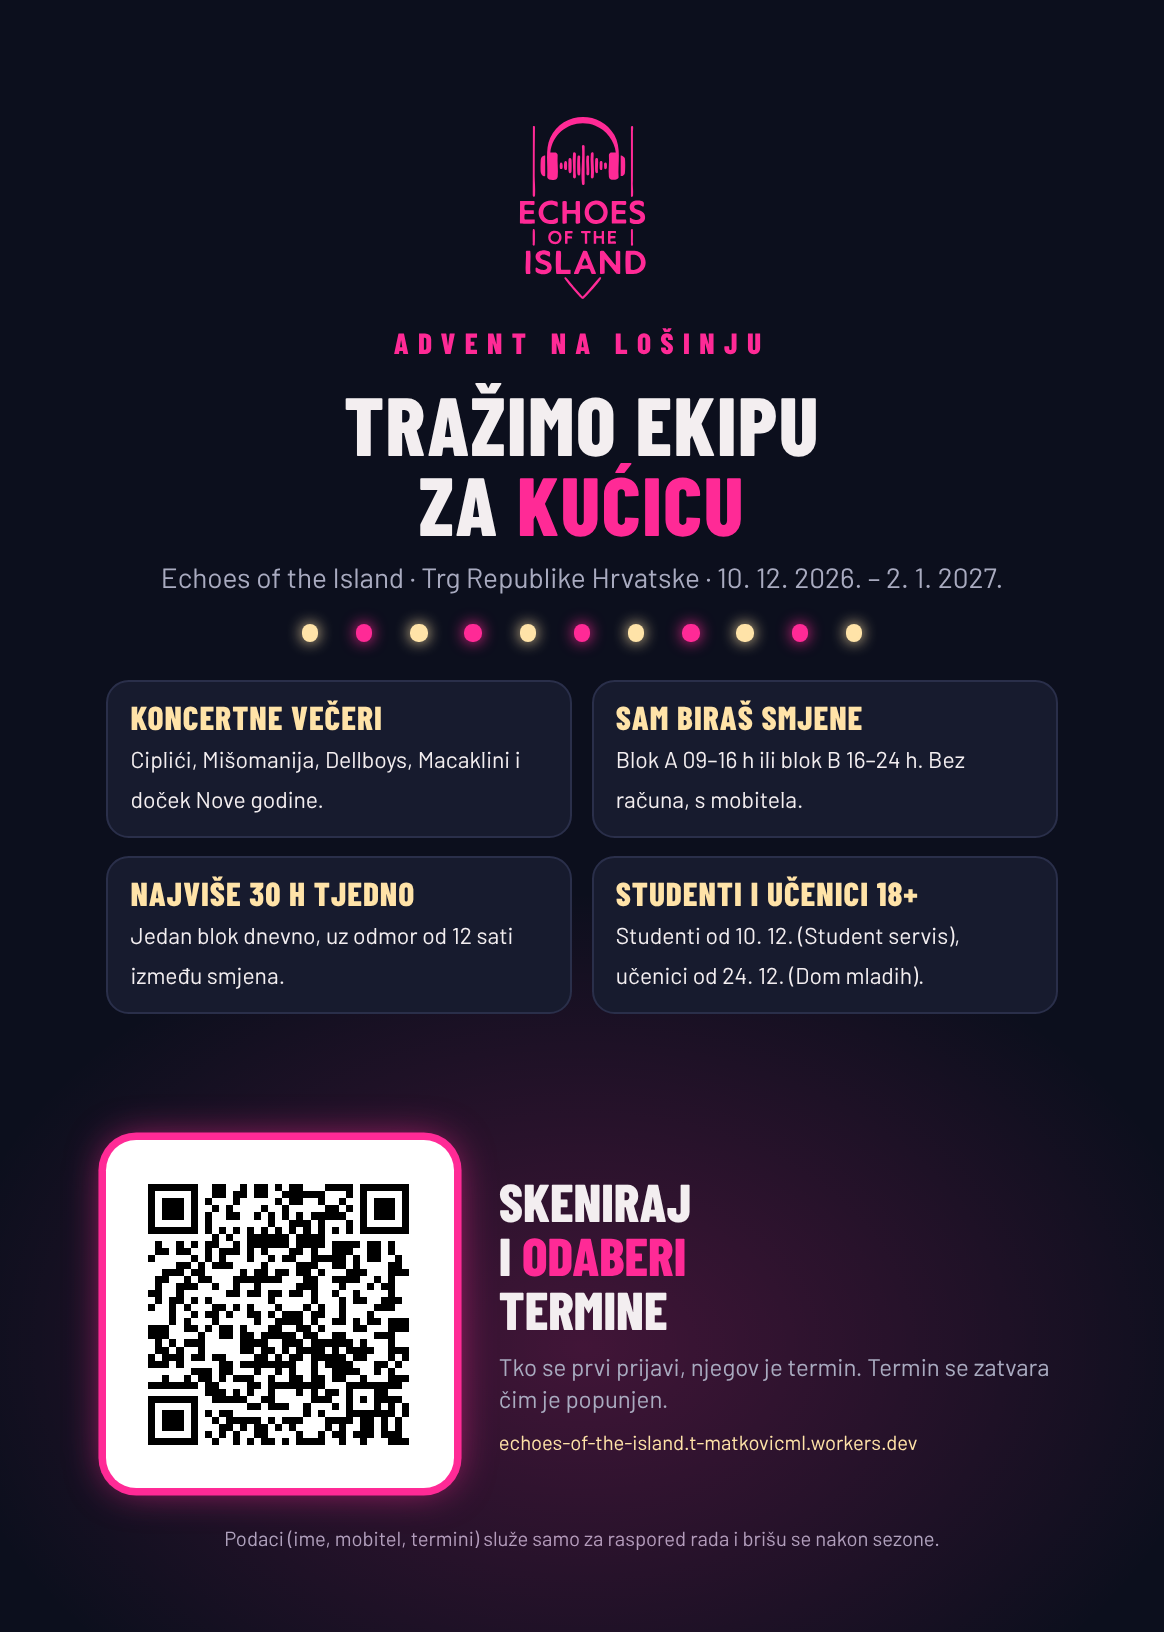 ECHOES
OF THE
ISLAND
ADVENT NA LOŠINJU
TRAŽIMO EKIPU
ZA KUĆICU
Echoes of the Island · Trg Republike Hrvatske · 10. 12. 2026. – 2. 1. 2027.
KONCERTNE VEČERI
Ciplići, Mišomanija, Dellboys, Macaklini i
doček Nove godine.
SAM BIRAŠ SMJENE
Blok A 09–16 h ili blok B 16–24 h. Bez
računa, s mobitela.
NAJVIŠE 30 H TJEDNO
Jedan blok dnevno, uz odmor od 12 sati
između smjena.
STUDENTI I UČENICI 18+
Studenti od 10. 12. (Student servis),
učenici od 24. 12. (Dom mladih).
SKENIRAJ
I ODABERI
TERMINE
Tko se prvi prijavi, njegov je termin. Termin se zatvara
čim je popunjen.
echoes-of-the-island.t-matkovicml.workers.dev
Podaci (ime, mobitel, termini) služe samo za raspored rada i brišu se nakon sezone.